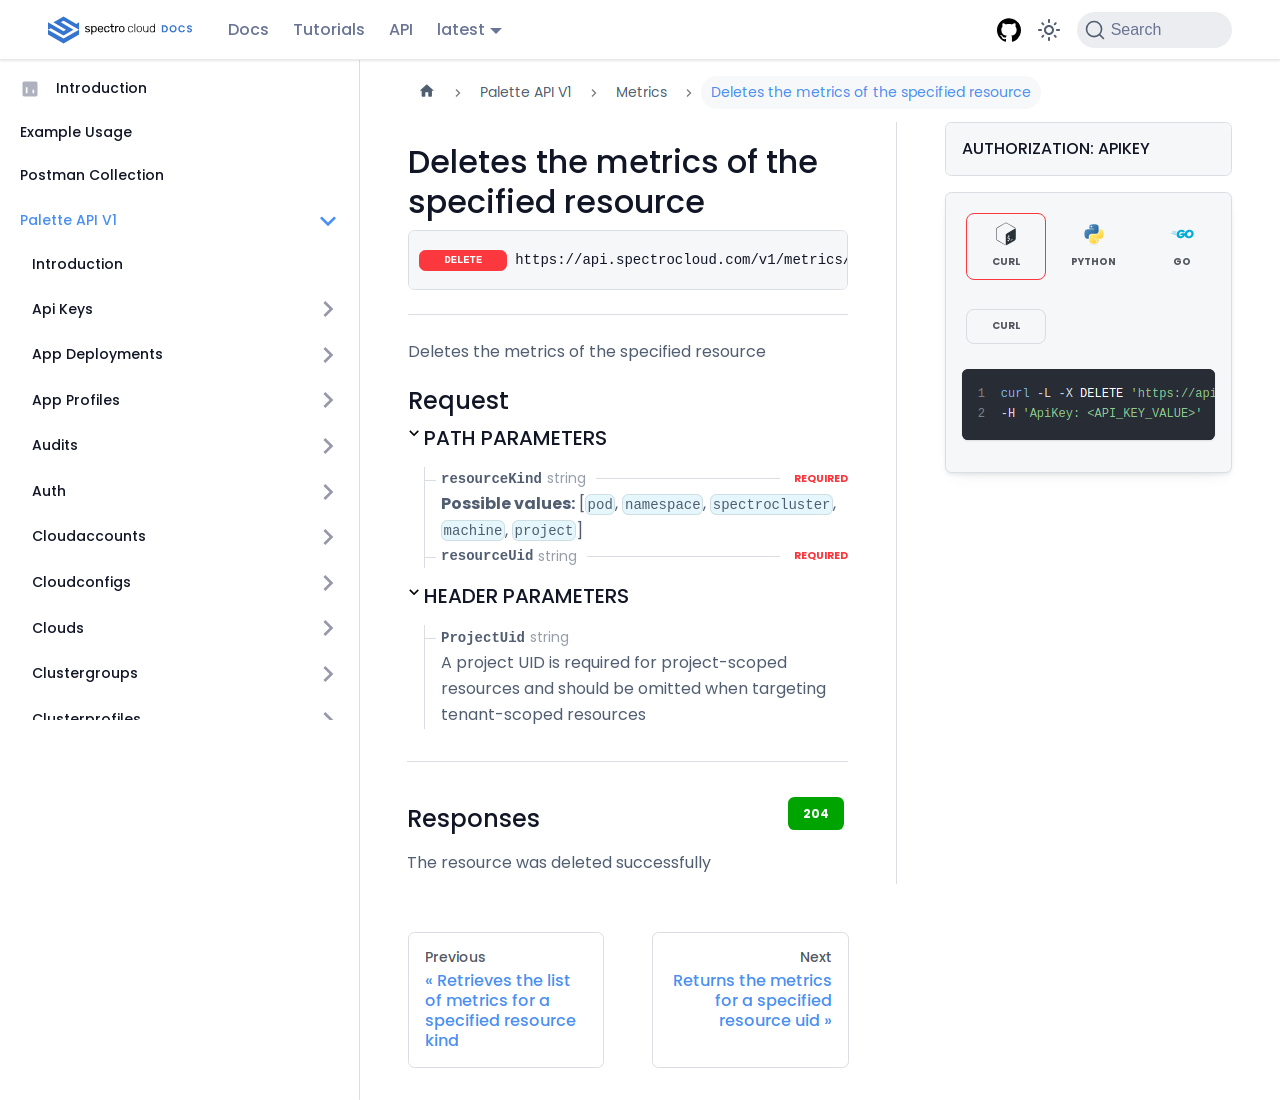 spectro cloud DOCS
Docs
Tutorials
API
latest
Search
Introduction
Example Usage
Postman Collection
Palette API V1
Introduction
Api Keys
App Deployments
App Profiles
Audits
Auth
Cloudaccounts
Cloudconfigs
Clouds
Clustergroups
Clusterprofiles
Palette API V1
Metrics
Deletes the metrics of the specified resource
Deletes the metrics of the
specified resource
DELETE https://api.spectrocloud.com/v1/metrics/
Deletes the metrics of the specified resource
Request
PATH PARAMETERS
resourceKind string REQUIRED
Possible values: [pod, namespace, spectrocluster,
machine, project]
resourceUid string REQUIRED
HEADER PARAMETERS
ProjectUid string
A project UID is required for project-scoped
resources and should be omitted when targeting
tenant-scoped resources
Responses
204
The resource was deleted successfully
Previous
« Retrieves the list
of metrics for a
specified resource
kind
Next
Returns the metrics
for a specified
resource uid »
AUTHORIZATION: APIKEY
CURL
PYTHON
GO
CURL
1 curl -L -X DELETE 'https://api
2 -H 'ApiKey: <API_KEY_VALUE>'